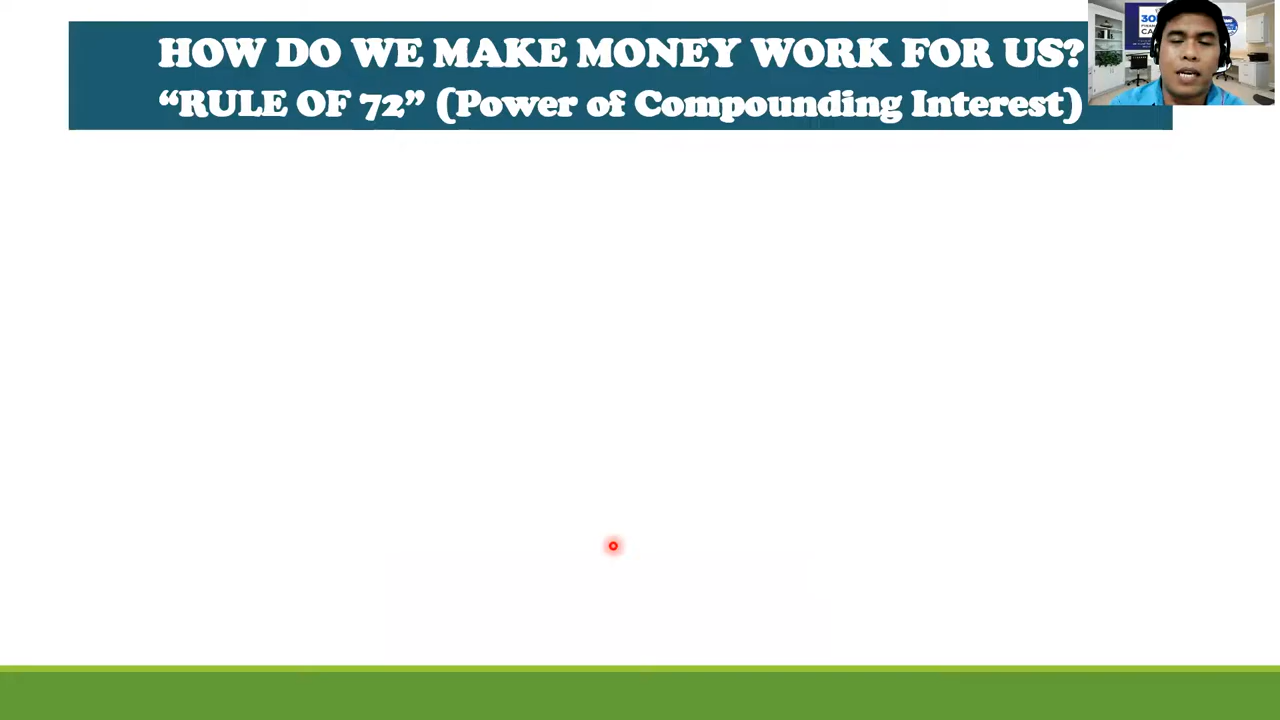 HOW DO WE MAKE MONEY WORK FOR US?
“RULE OF 72” (Power of Compounding Interest)